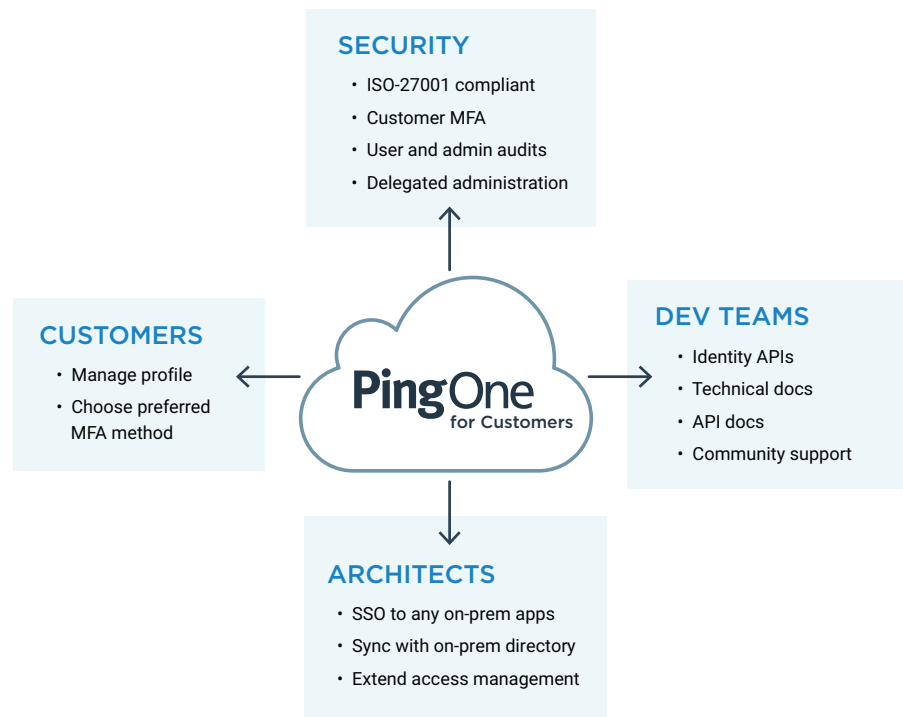 SECURITY
• ISO-27001 compliant
• Customer MFA
• User and admin audits
• Delegated administration
CUSTOMERS
• Manage profile
• Choose preferred
MFA method
PingOne
for Customers
DEV TEAMS
• Identity APIs
• Technical docs
• API docs
• Community support
ARCHITECTS
• SSO to any on-prem apps
• Sync with on-prem directory
• Extend access management